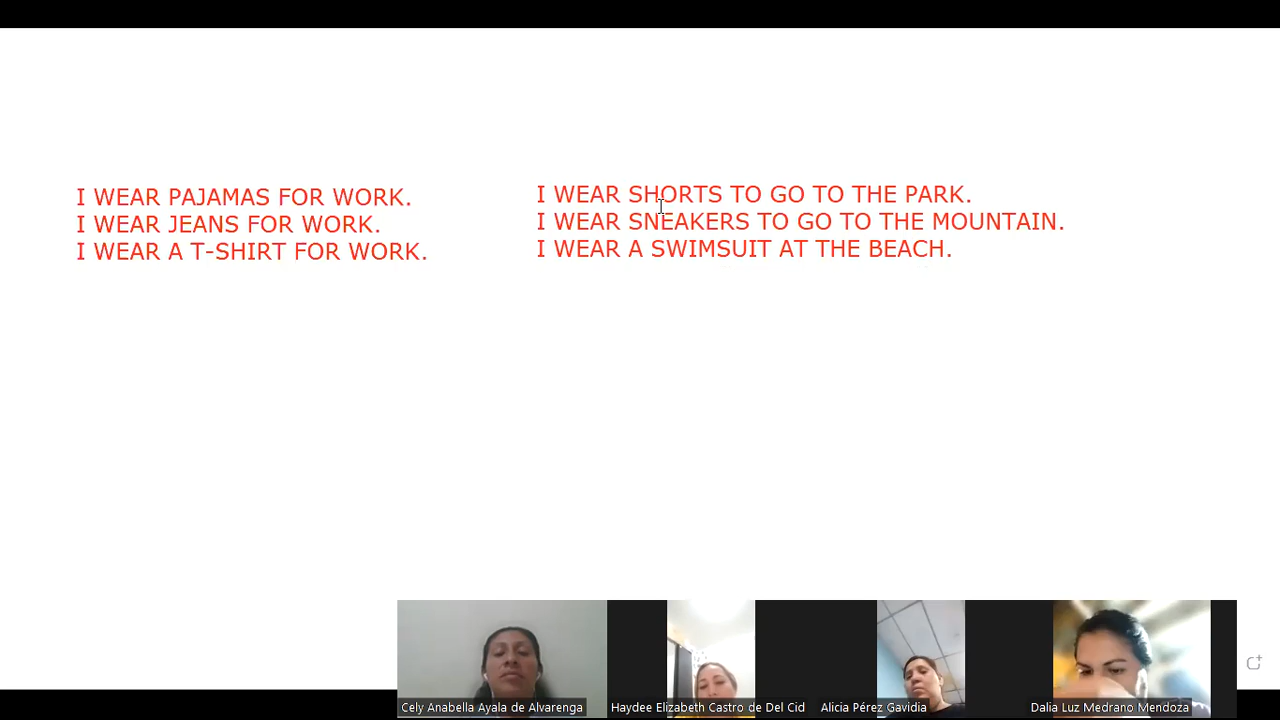 I WEAR PAJAMAS FOR WORK.
I WEAR JEANS FOR WORK.
I WEAR A T-SHIRT FOR WORK.
I WEAR SHORTS TO GO TO THE PARK.
I WEAR SNEAKERS TO GO TO THE MOUNTAIN.
I WEAR A SWIMSUIT AT THE BEACH.
Cely Anabella Ayala de Alvarenga
Haydee Elizabeth Castro de Del Cid
Alicia Pérez Gavidia
Dalia Luz Medrano Mendoza